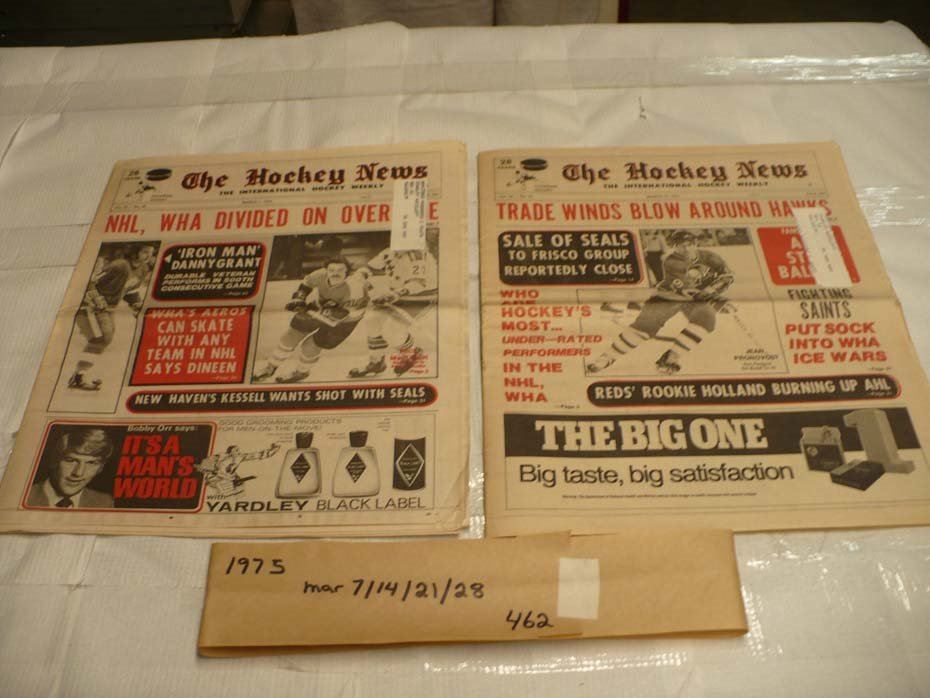 28
The Hockey News
THE INTERNATIONAL HOCKEY WEEKLY
NHL, WHA DIVIDED ON OVER
'IRON MAN'
DANNY GRANT
DURABLE VETERAN
PERFORMS IN 500TH
CONSECUTIVE GAME
WHA'S AEROS
CAN SKATE
WITH ANY
TEAM IN NHL
SAYS DINEEN
21
NEW HAVEN'S KESSELL WANTS SHOT WITH SEALS
Bobby Orr says:
IT'S A
MAN'S
WORLD
GOOD GROOMING PRODUCTS
FOR MEN-ON-THE-MOVE!
with
YARDLEY BLACK LABEL
28
The Hockey News
THE INTERNATIONAL HOCKEY WEEKLY
TRADE WINDS BLOW AROUND HAWKS
SALE OF SEALS
TO FRISCO GROUP
REPORTEDLY CLOSE
WHO
ARE
HOCKEY'S
MOST...
UNDER-RATED
PERFORMERS
IN THE
NHL,
WHA
JEAN
PRONOVOST
FIGHTING
SAINTS
PUT SOCK
INTO WHA
ICE WARS
REDS' ROOKIE HOLLAND BURNING UP AHL
THE BIG ONE
Big taste, big satisfaction
1975
mar 7/14/21/28
462